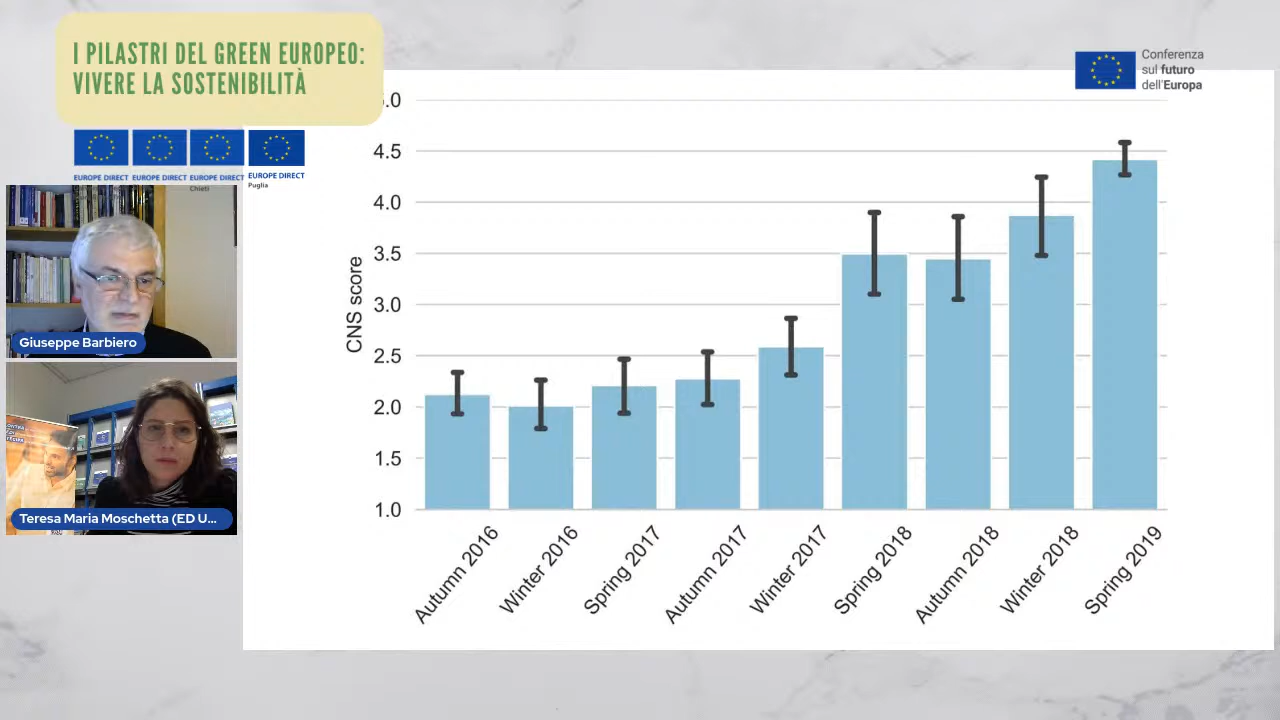 I PILASTRI DEL GREEN EUROPEO:
VIVERE LA SOSTENIBILITÀ
Conferenza
sul futuro
dell'Europa
EUROPE DIRECT
EUROPE DIRECT
EUROPE DIRECT
Chieti
EUROPE DIRECT
Puglia
Giuseppe Barbiero
Teresa Maria Moschetta (ED U...
CNS score
.0
4.5
4.0
3.5
3.0
2.5
2.0
1.5
1.0
Autumn 2016
Winter 2016
Spring 2017
Autumn 2017
Winter 2017
Spring 2018
Autumn 2018
Winter 2018
Spring 2019